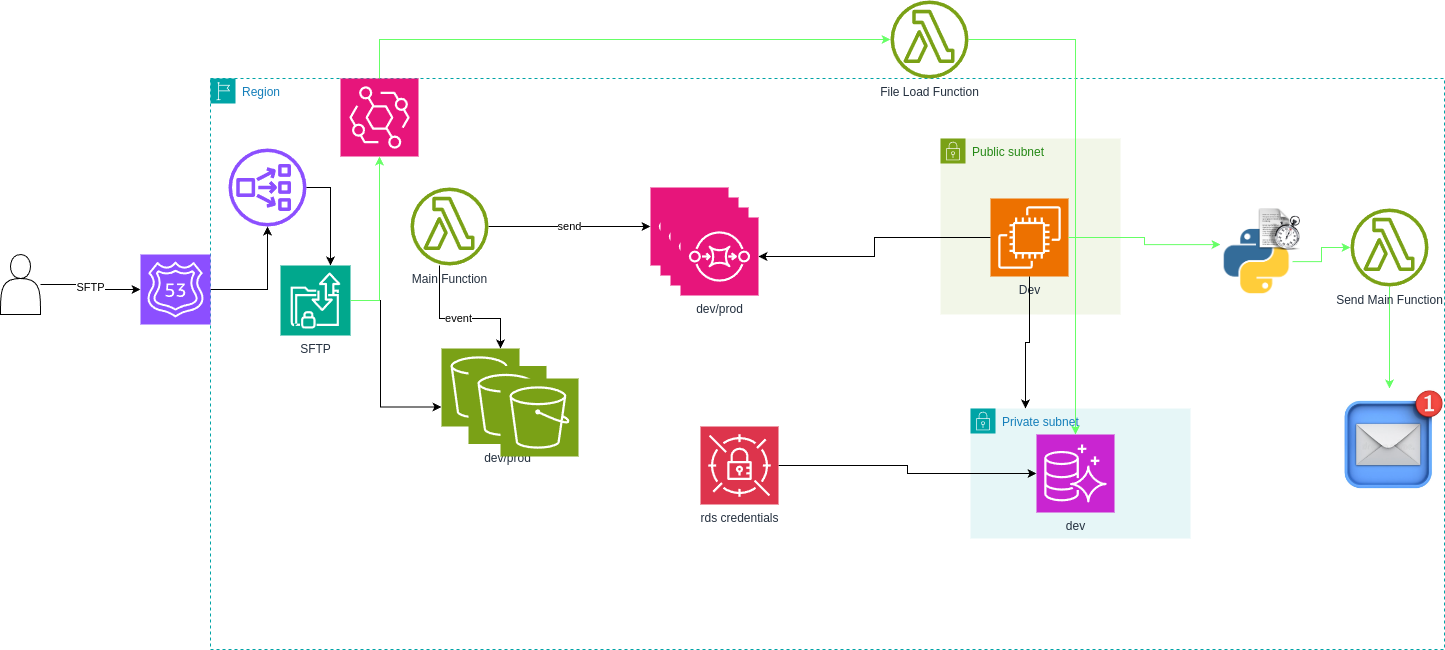 File Load Function
Region
Public subnet
SFTP
53
Main Function
send
dev/prod
SFTP
event
dev/prod
Dev
Send Main Function
Private subnet
rds credentials
dev
1